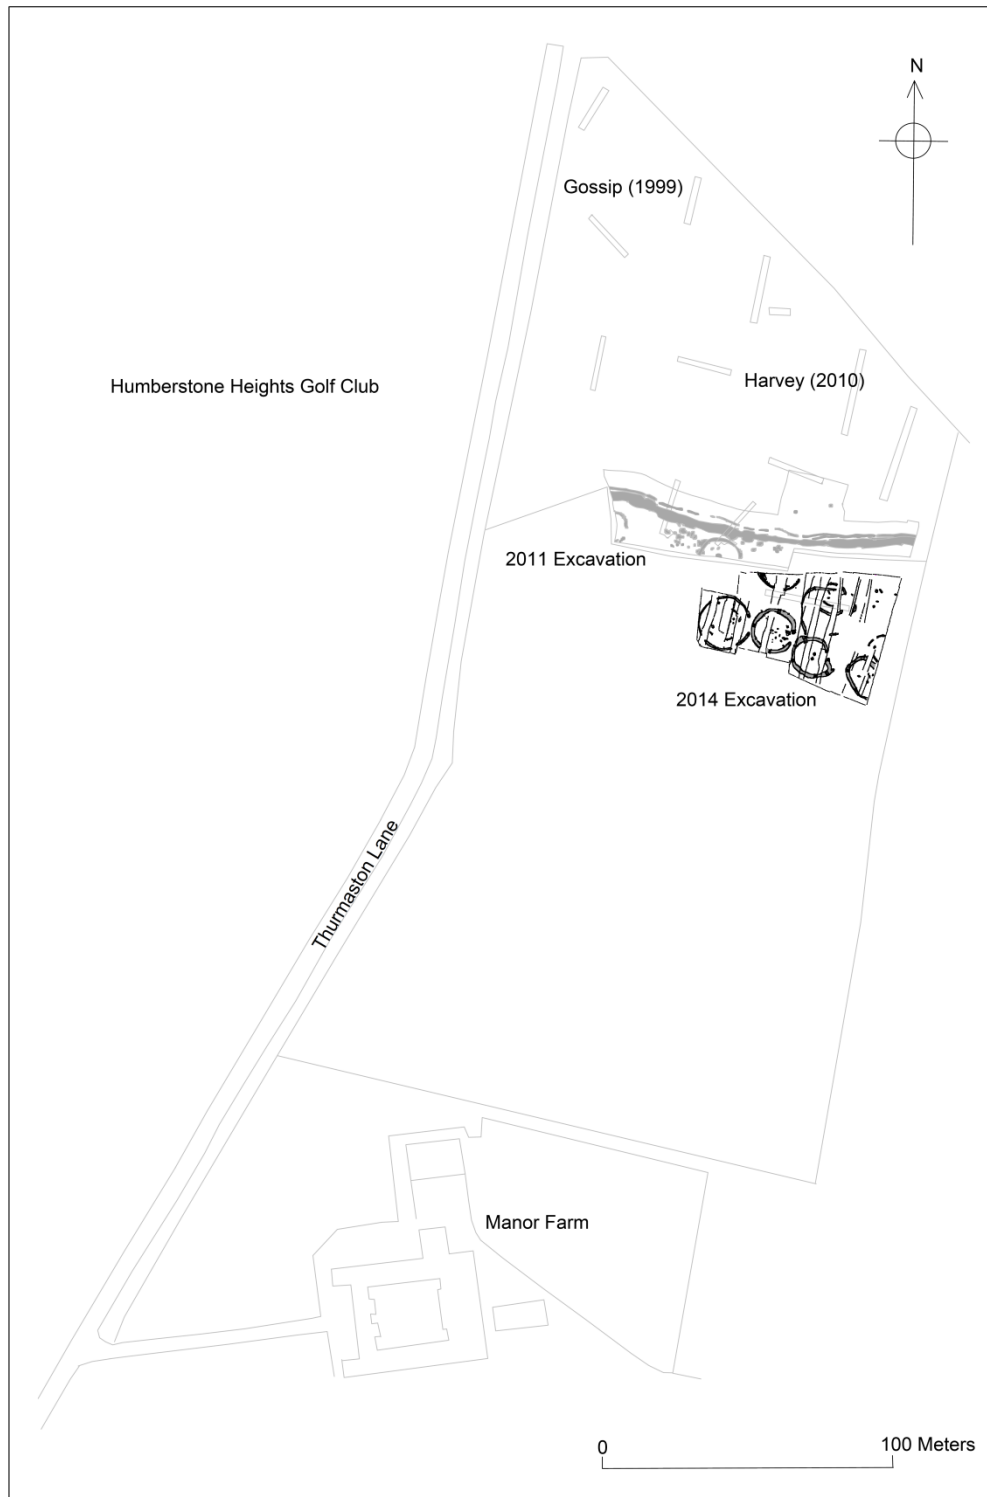 N
Gossip (1999)
Humberstone Heights Golf Club
Harvey (2010)
2011 Excavation
2014 Excavation
Thurmaston Lane
Manor Farm
0
100 Meters